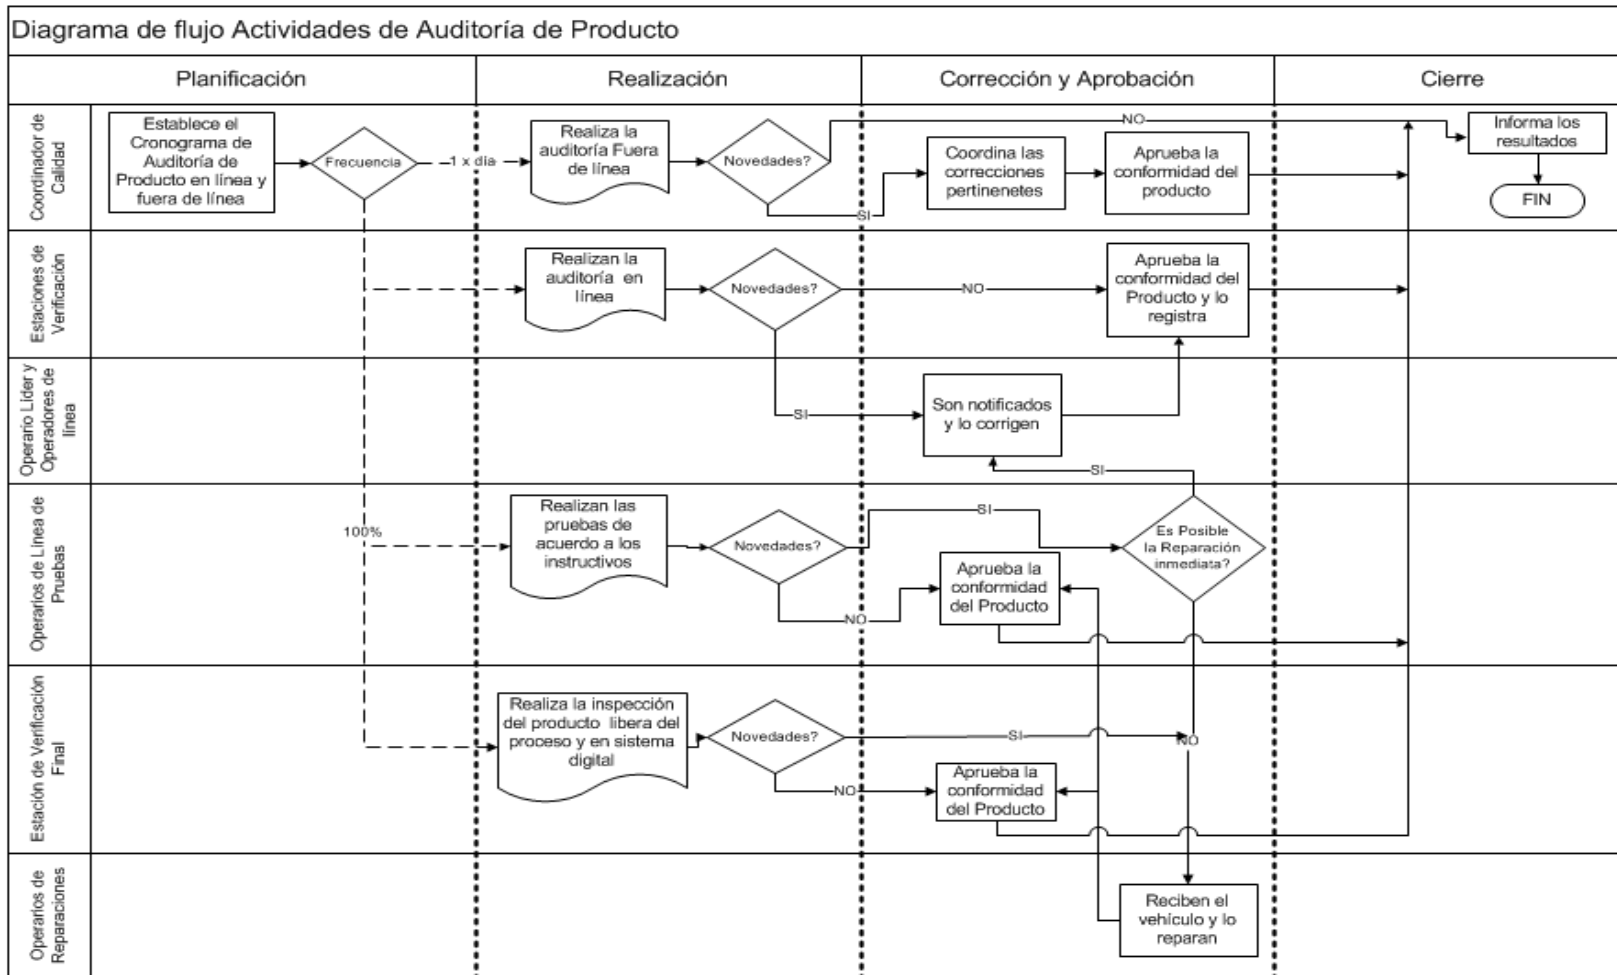 Diagrama de flujo Actividades de Auditoría de Producto
Planificación
Realización
Corrección y Aprobación
Cierre
Coordinador de
Calidad
Establece el
Cronograma de
Auditoría de
Producto en línea y
fuera de línea
Frecuencia
1 x dia
Realiza la
auditoría Fuera
de línea
Novedades?
NO
SI
Coordina las
correcciones
pertinenetes
Aprueba la
conformidad del
producto
Informa los
resultados
FIN
Estaciones de
Verificación
Realizan la
auditoría en
línea
Novedades?
NO
Aprueba la
conformidad del
Producto y lo
registra
Operario Líder y
Operadores de
línea
SI
Son notificados
y lo corrigen
SI
Operarios de Línea de
Pruebas
100%
Realizan las
pruebas de
acuerdo a los
instructivos
Novedades?
SI
NO
Aprueba la
conformidad
del Producto
Es Posible
la Reparación
inmediata?
Estación de Verificación
Final
Realiza la inspección
del producto libera del
proceso y en sistema
digital
Novedades?
SI
NO
NO
Aprueba la
conformidad
del Producto
Operarios de
Reparaciones
Reciben el
vehículo y lo
reparan